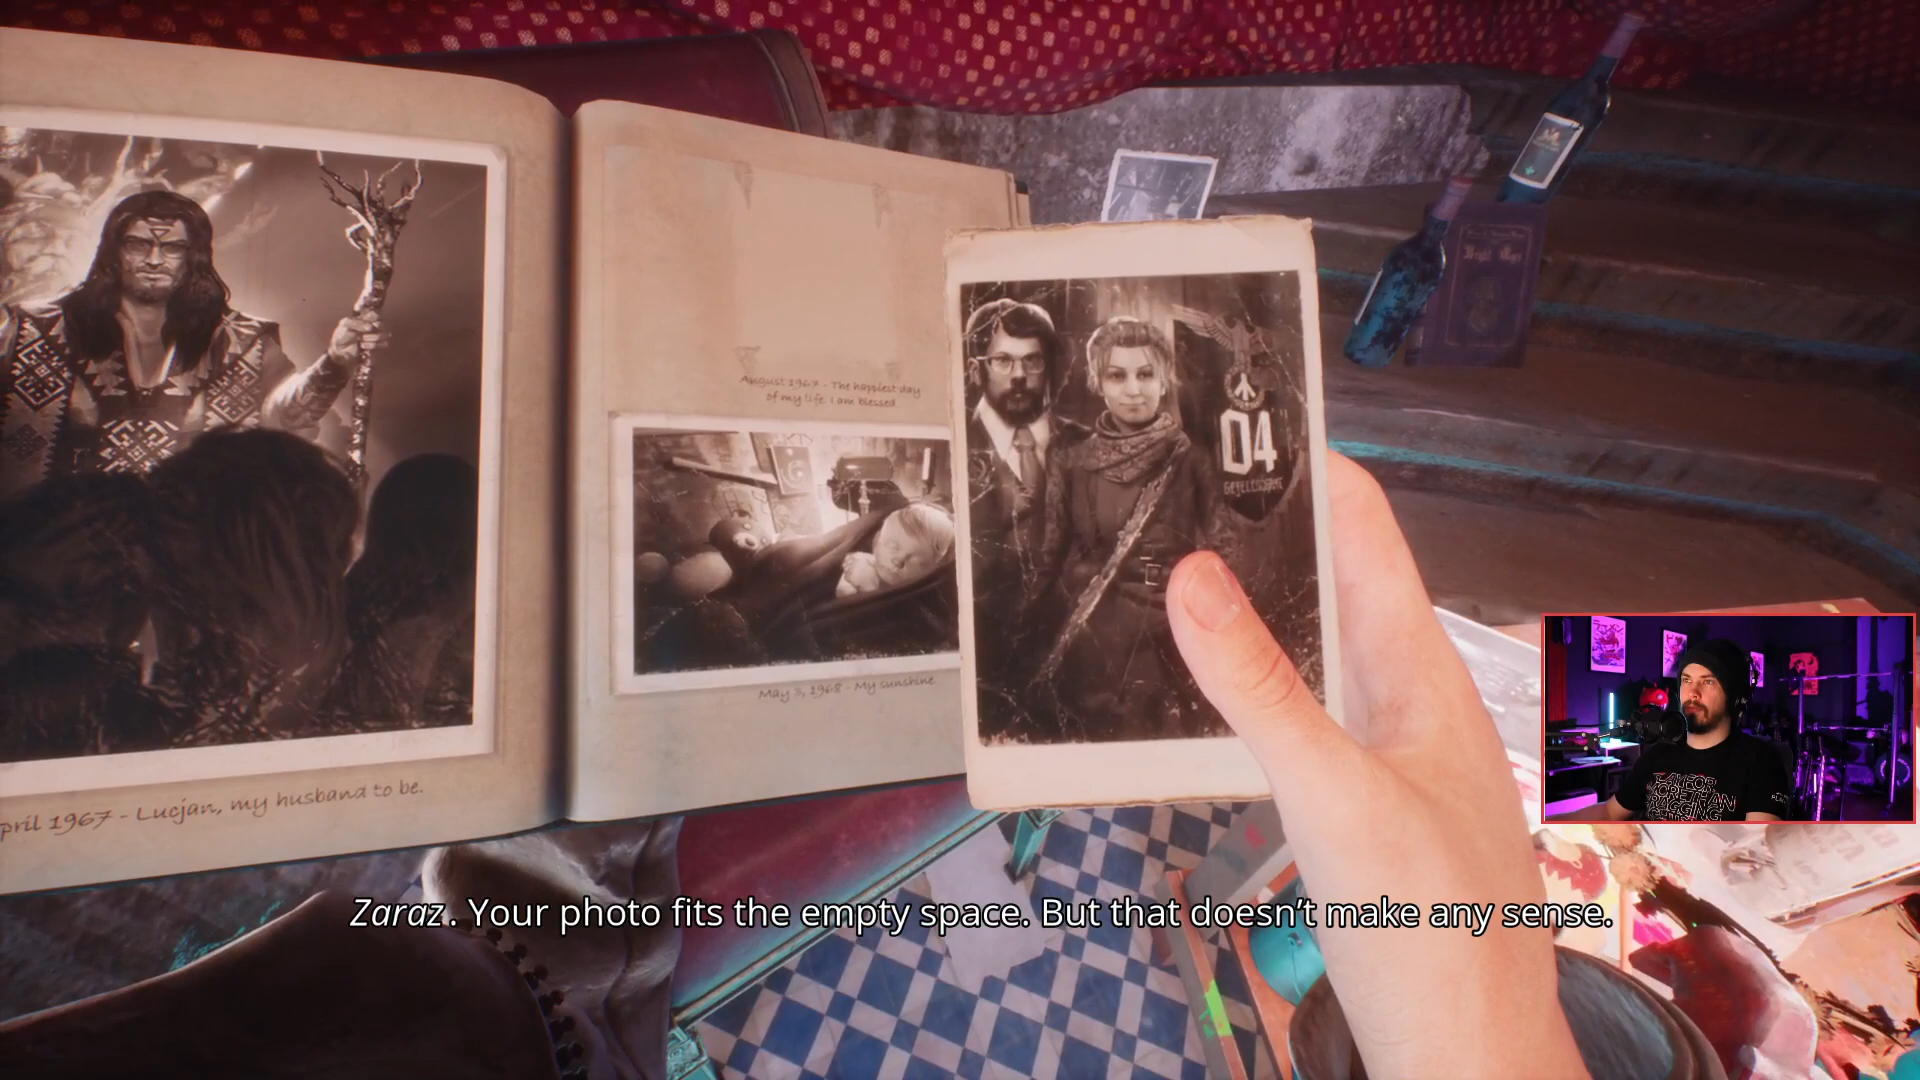 August 1967 - The happiest day
of my life. I am blessed
04
May 3, 1968 - My sunshine
pril 1967 - Lucjan, my husband to be.
Zaraz. Your photo fits the empty space. But that doesn't make any sense.